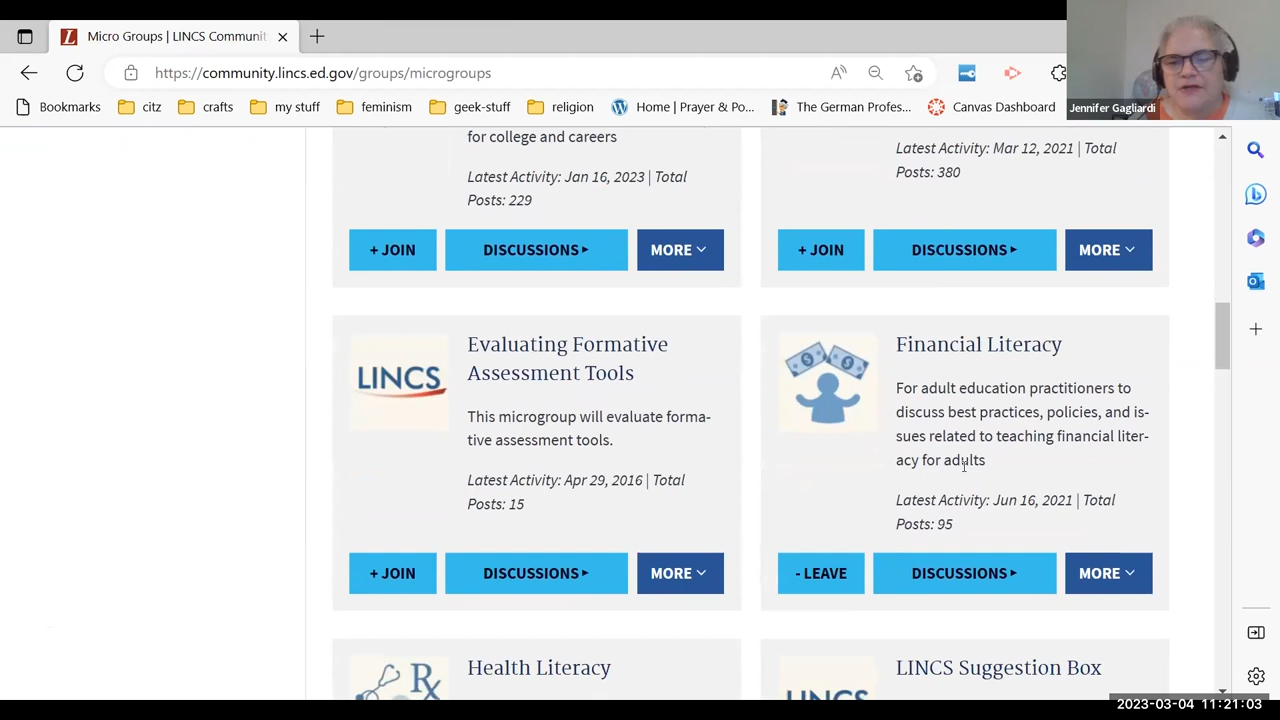 Micro Groups | LINCS Communit
https://community.lincs.ed.gov/groups/microgroups
Jennifer Gagliardi
Bookmarks
citz
crafts
my stuff
feminism
geek-stuff
religion
Home | Prayer & Po...
The German Profes...
Canvas Dashboard
for college and careers
Latest Activity: Jan 16, 2023 | Total
Posts: 229
+ JOIN
DISCUSSIONS
MORE
Latest Activity: Mar 12, 2021 | Total
Posts: 380
+ JOIN
DISCUSSIONS
MORE
LINCS
Evaluating Formative
Assessment Tools
This microgroup will evaluate forma-
tive assessment tools.
Latest Activity: Apr 29, 2016 | Total
Posts: 15
+ JOIN
DISCUSSIONS
MORE
Financial Literacy
For adult education practitioners to
discuss best practices, policies, and is-
sues related to teaching financial liter-
acy for adults
Latest Activity: Jun 16, 2021 | Total
Posts: 95
- LEAVE
DISCUSSIONS
MORE
Rx
Health Literacy
LINCS
LINCS Suggestion Box
2023-03-04 11:21:03